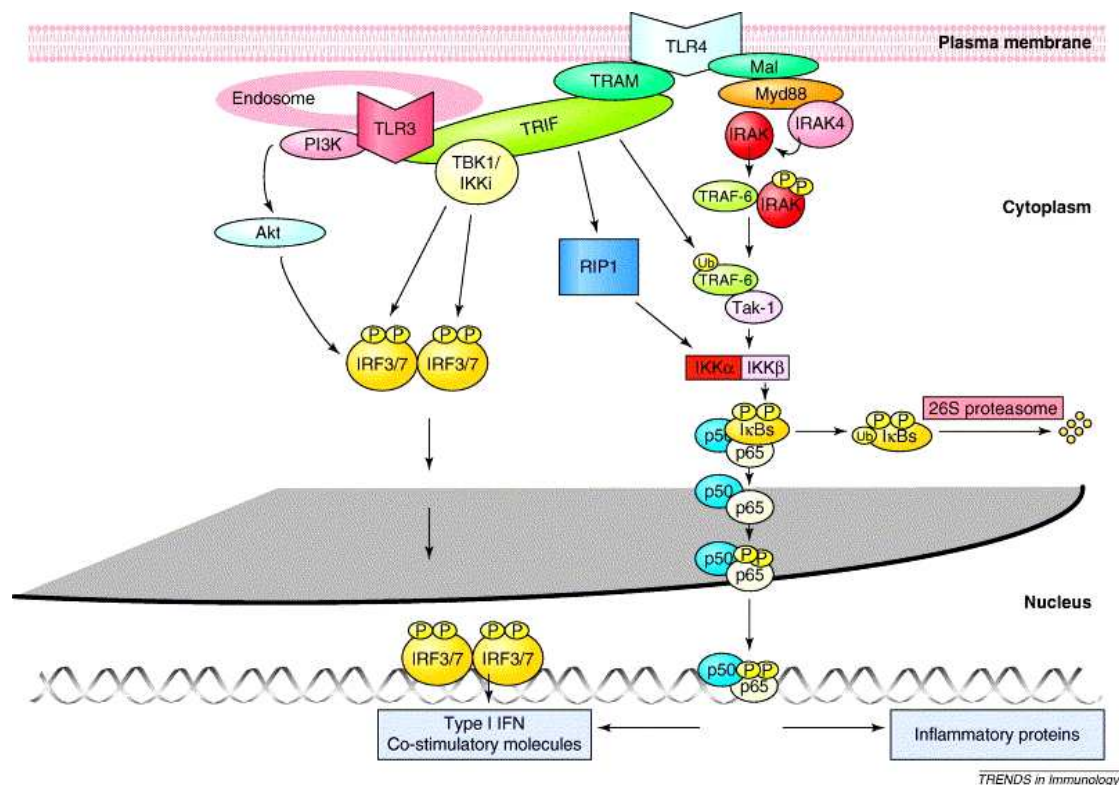 TLR4
Plasma membrane
Mal
TRAM
Endosome
Myd88
TLR3
TRIF
IRAK
IRAK4
PI3K
TBK1/
IKKi
P P
TRAF-6
IRAK
Cytoplasm
Akt
Ub
RIP1
TRAF-6
Tak-1
P P
P P
IRF3/7
IRF3/7
IKKα
IKKβ
P P
IκBs
p50
p65
P P
Ub
IκBs
26S proteasome
p50
p65
p50
P P
p65
Nucleus
P P
P P
IRF3/7
IRF3/7
p50
P P
p65
Type I IFN
Co-stimulatory molecules
Inflammatory proteins
TRENDS in Immunology